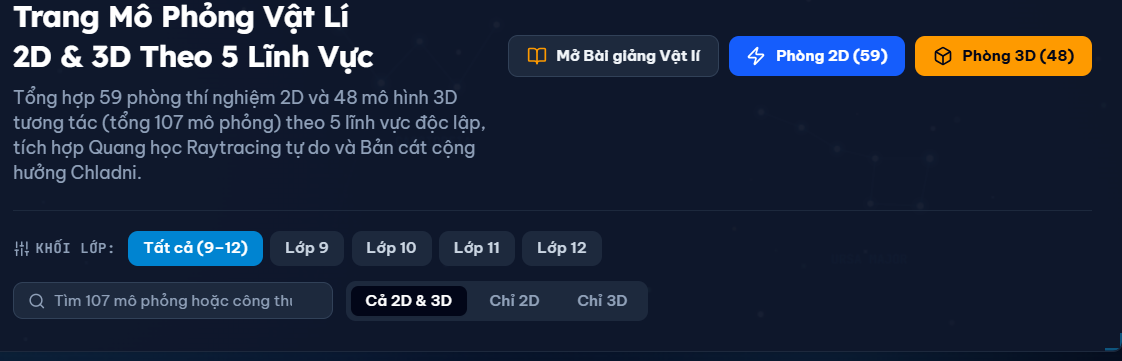 Trang Mô Phỏng Vật Lí
2D & 3D Theo 5 Lĩnh Vực
Mở Bài giảng Vật lí
Phòng 2D (59)
Phòng 3D (48)
Tổng hợp 59 phòng thí nghiệm 2D và 48 mô hình 3D
tương tác (tổng 107 mô phỏng) theo 5 lĩnh vực độc lập,
tích hợp Quang học Raytracing tự do và Bản cát cộng
hưởng Chladni.
KHỐI LỚP:
Tất cả (9-12)
Lớp 9
Lớp 10
Lớp 11
Lớp 12
Tìm 107 mô phỏng hoặc công thứ
Cả 2D & 3D
Chỉ 2D
Chỉ 3D